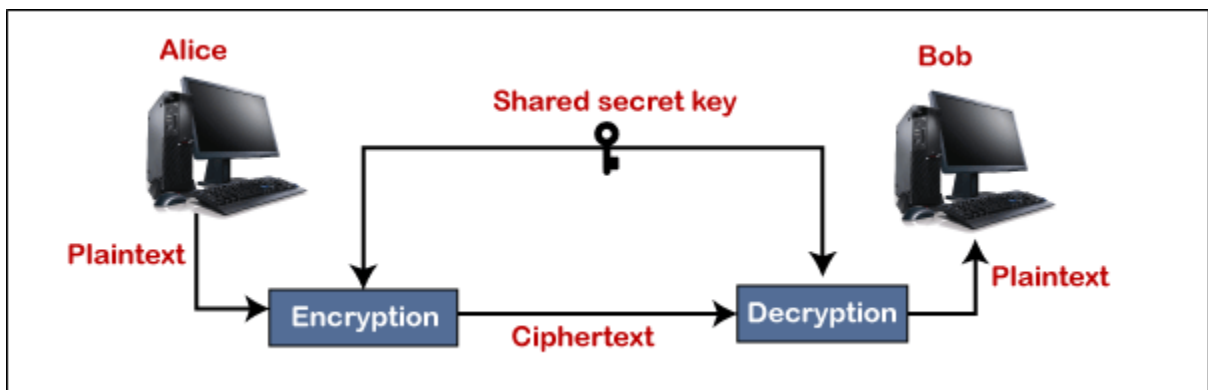 Alice
Bob
Shared secret key
Plaintext
Plaintext
Encryption
Decryption
Ciphertext